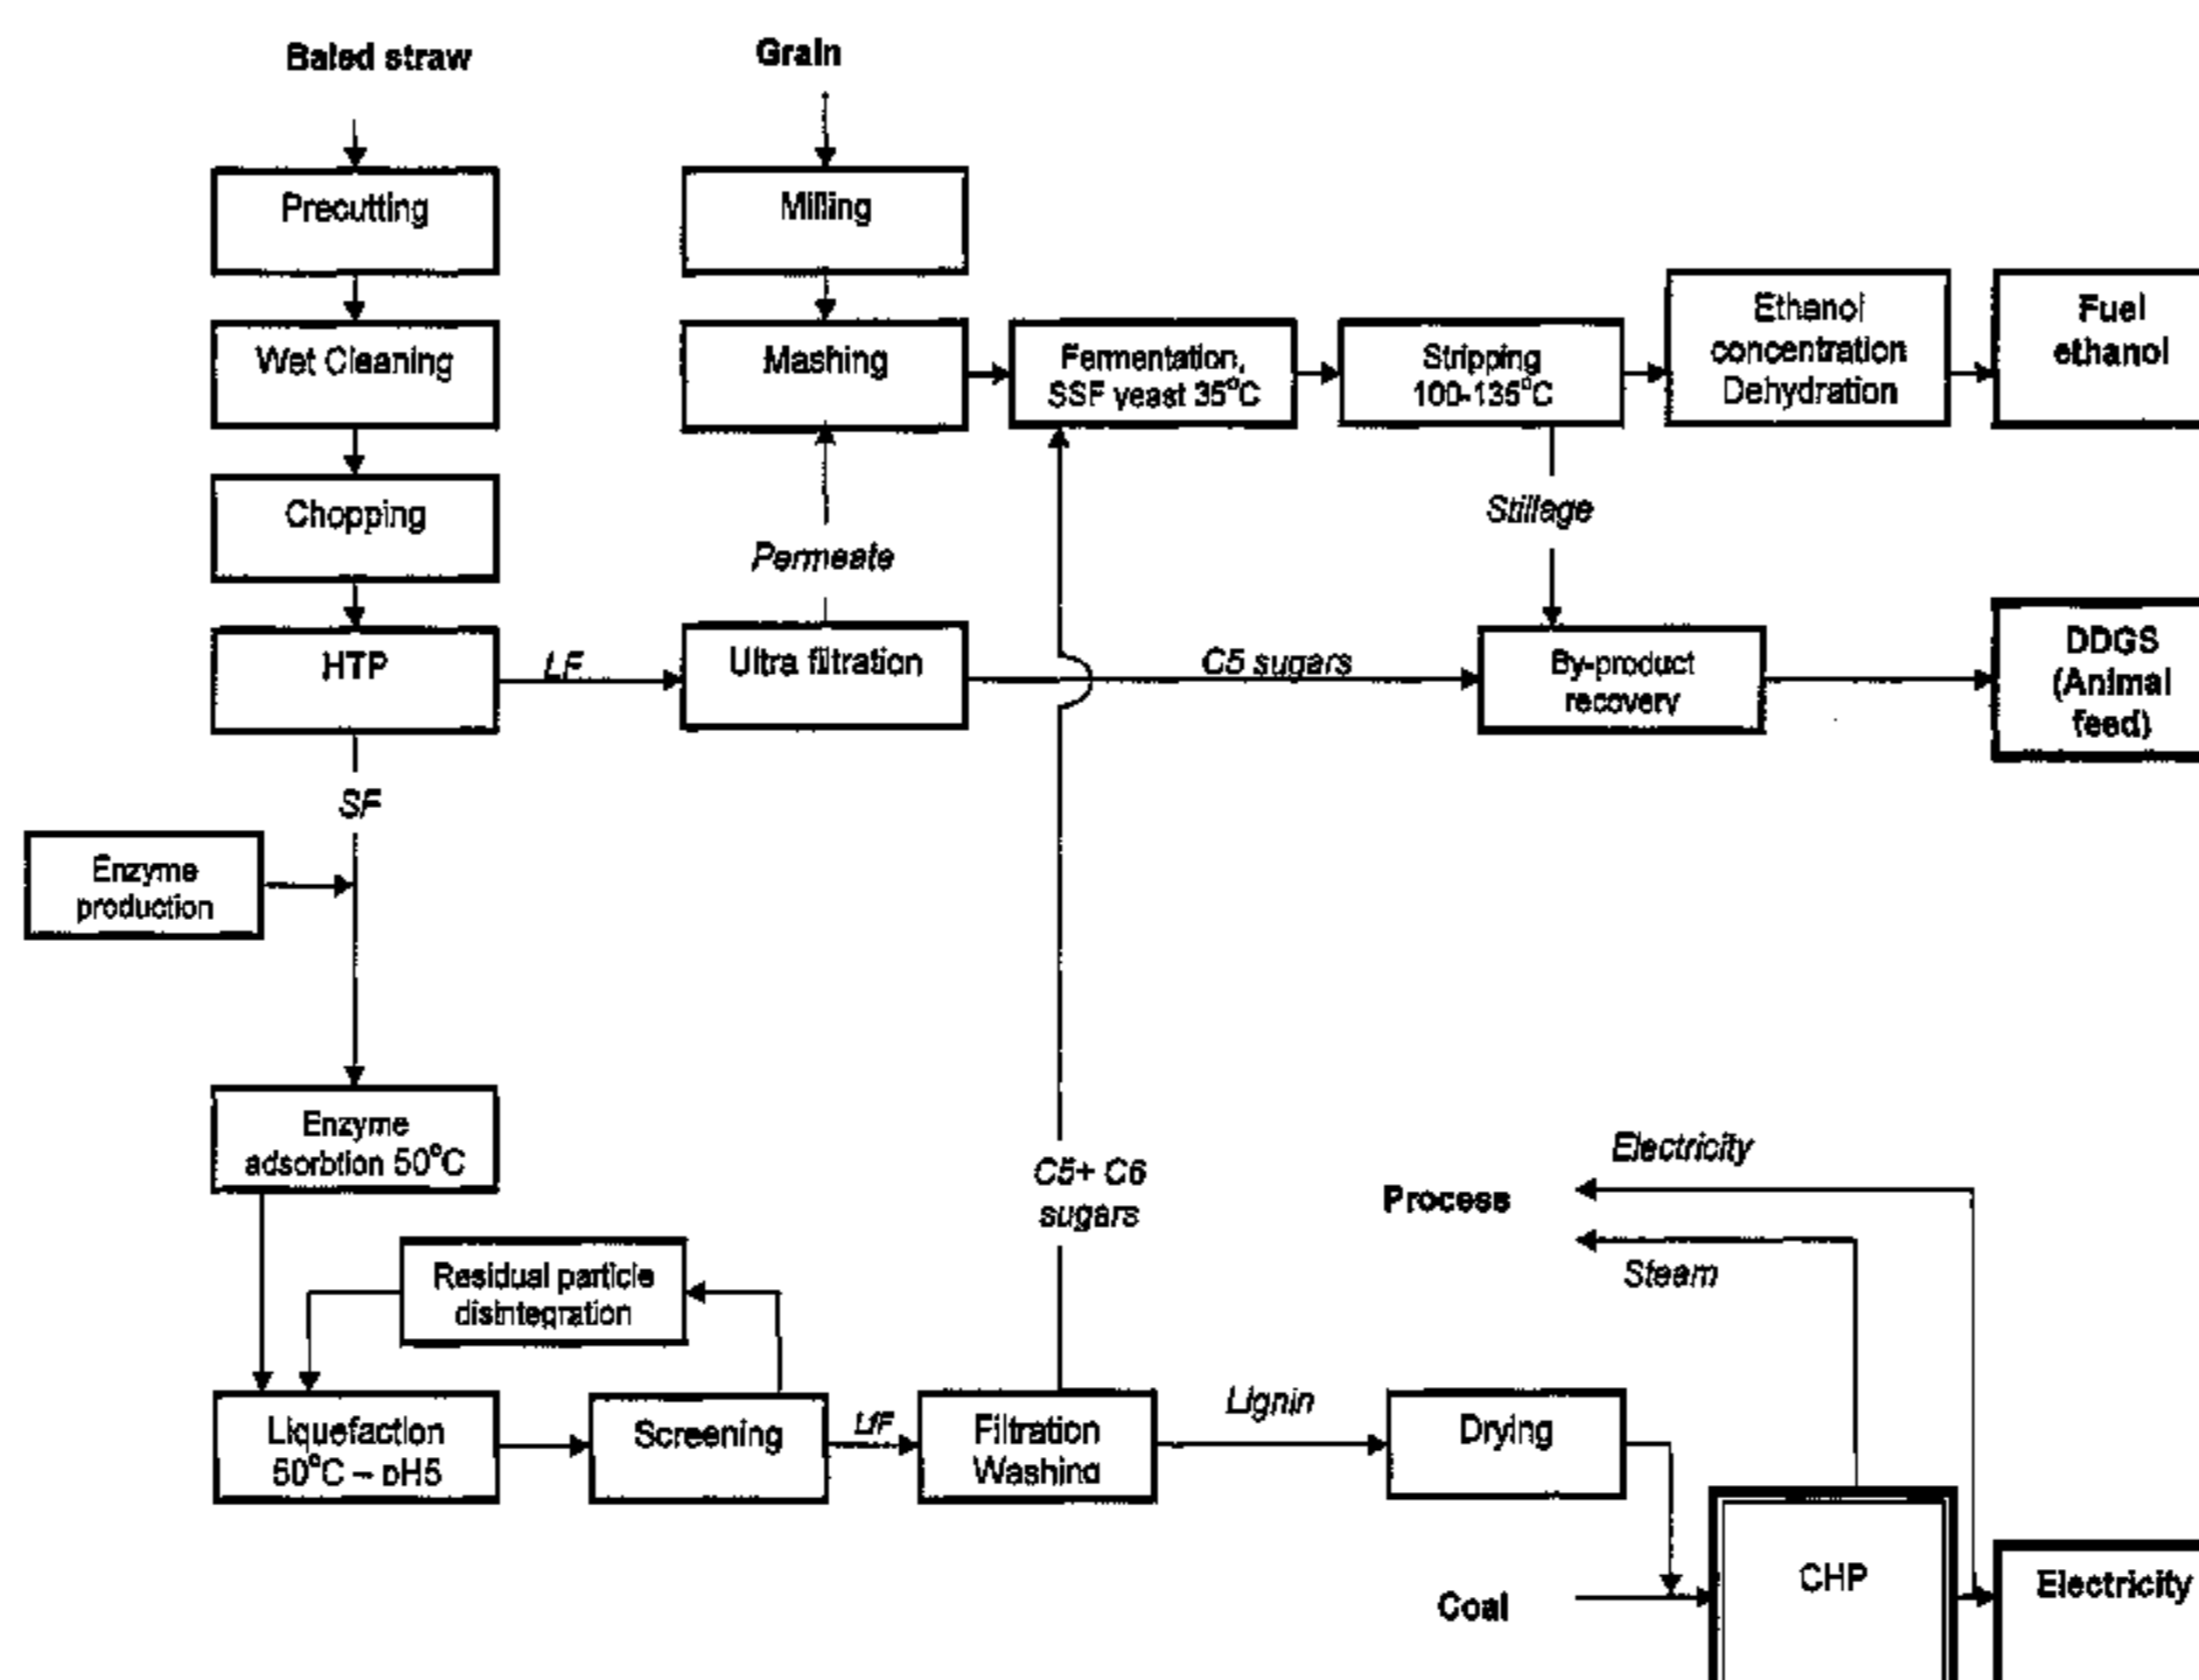 Baled straw
Grain
Precutting
Milling
Wet Cleaning
Mashing
Fermentation,
SSF yeast 35°C
Stripping
100-135°C
Ethanol
concentration
Dehydration
Fuel
ethanol
Chopping
Permeate
Stillage
HTP
LF
Ultra filtration
C5 sugars
By-product
recovery
DDGS
(Animal
feed)
SF
Enzyme
production
Enzyme
adsorbtion 50°C
C5+ C6
sugars
Electricity
Process
Steam
Residual particle
disintegration
Liquefaction
50°C – pH5
Screening
Filtration
Washing
Lignin
Drying
Coal
CHP
Electricity